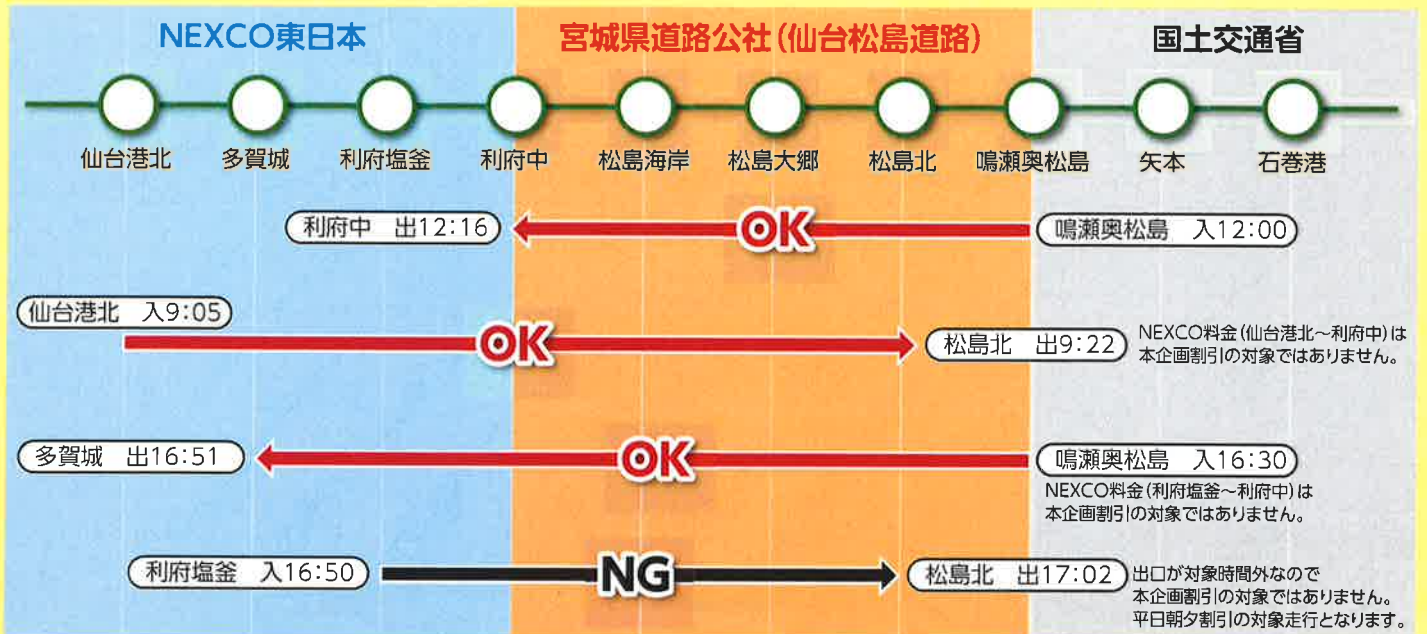 NEXCO東日本
宮城県道路公社(仙台松島道路)
国土交通省
仙台港北
多賀城
利府塩釜
利府中
松島海岸
松島大郷
松島北
鳴瀬奥松島
矢本
石巻港
利府中 出12:16
OK
鳴瀬奥松島 入12:00
仙台港北 入9:05
OK
松島北 出9:22
NEXCO料金(仙台港北~利府中)は
本企画割引の対象ではありません。
多賀城 出16:51
OK
鳴瀬奥松島 入16:30
NEXCO料金(利府塩釜~利府中)は
本企画割引の対象ではありません。
利府塩釜 入16:50
NG
松島北 出17:02
出口が対象時間外なので
本企画割引の対象ではありません。
平日朝夕割引の対象走行となります。